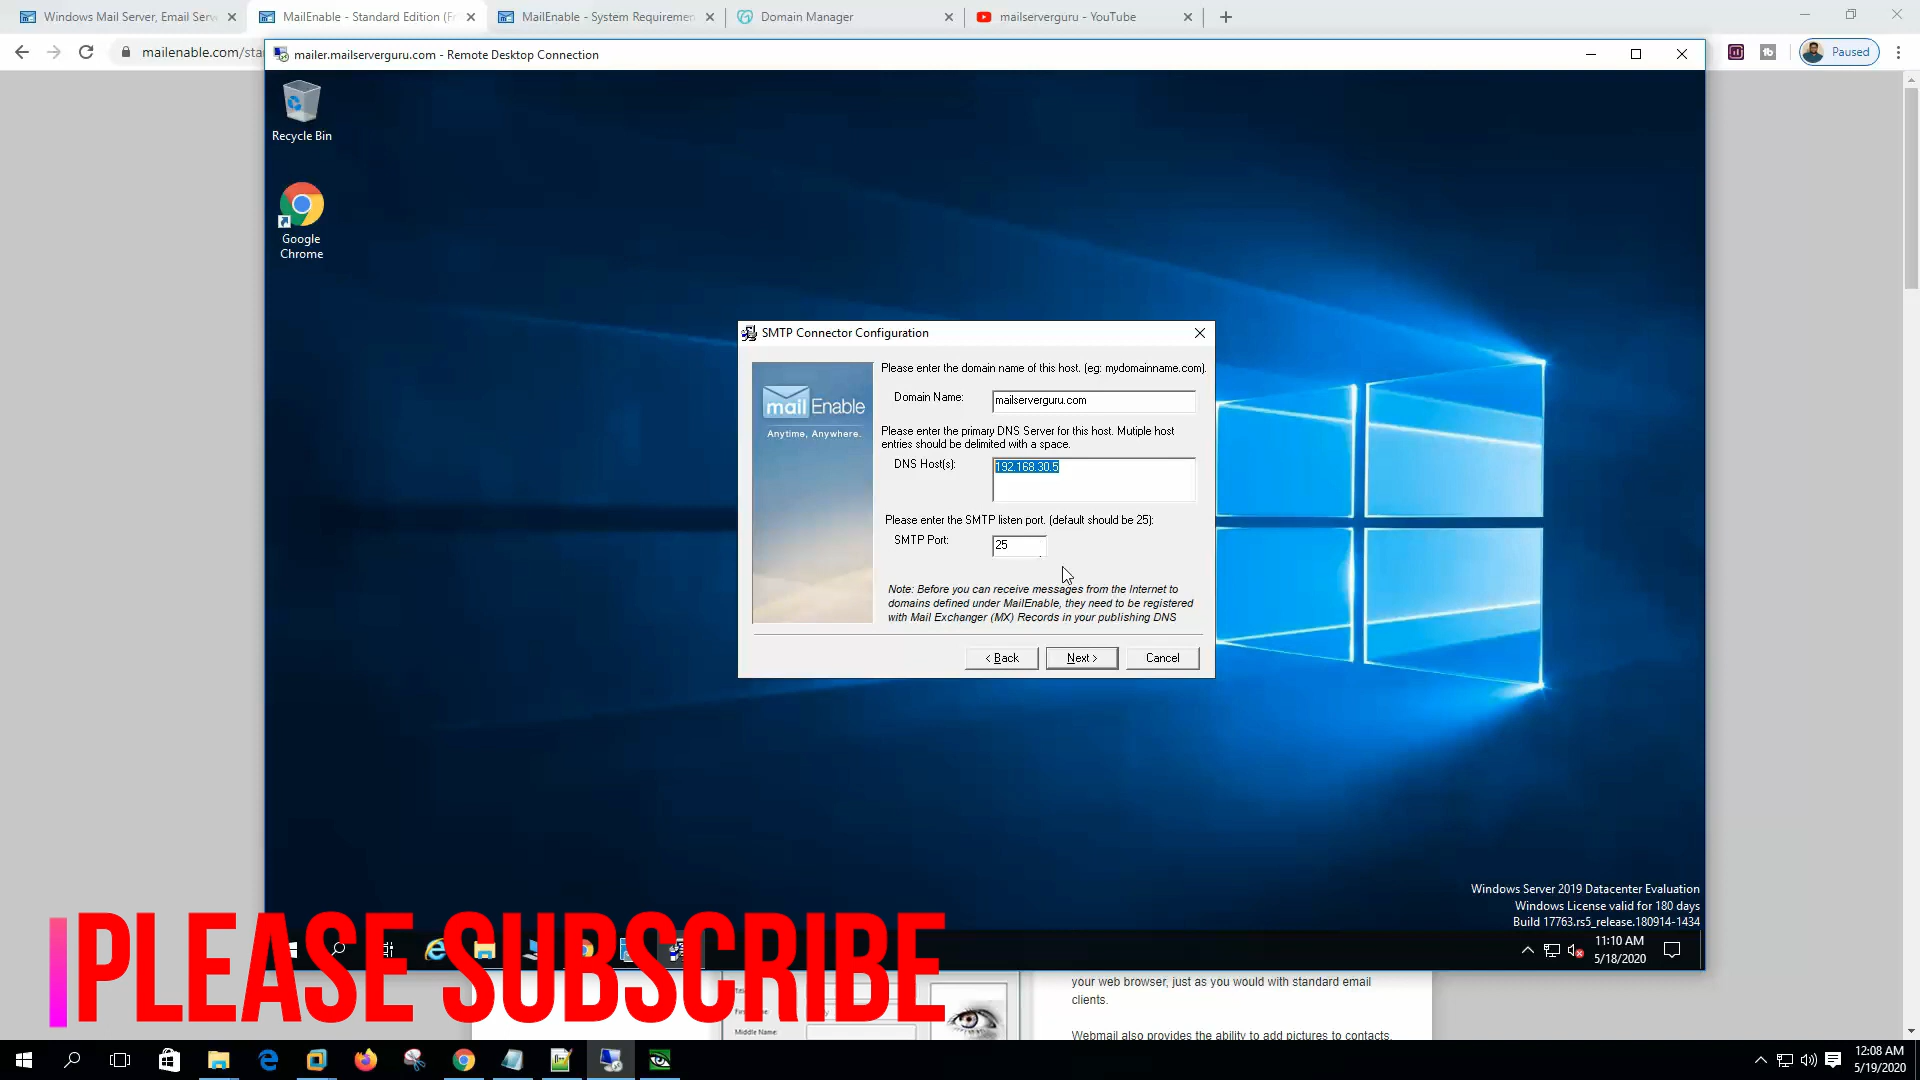 Windows Mail Server, Email Serv
MailEnable - Standard Edition (Fr
MailEnable - System Requiremen
Domain Manager
mailserverguru - YouTube
mailenable.com/sta
Paused
mailer.mailserverguru.com - Remote Desktop Connection
Recycle Bin
Google
Chrome
SMTP Connector Configuration
mail Enable
Anytime, Anywhere.
Please enter the domain name of this host. (eg: mydomainname.com).
Domain Name:
mailserverguru.com
Please enter the primary DNS Server for this host. Mutiple host
entries should be delimited with a space.
DNS Host(s):
192.168.30.5
Please enter the SMTP listen port. (default should be 25):
SMTP Port:
25
Note: Before you can receive messages from the Internet to
domains defined under MailEnable, they need to be registered
with Mail Exchanger (MX) Records in your publishing DNS
< Back
Next >
Cancel
Windows Server 2019 Datacenter Evaluation
Windows License valid for 180 days
Build 17763.rs5_release.180914-1434
11:10 AM
5/18/2020
PLEASE SUBSCRIBE
Middle Name:
your web browser, just as you would with standard email
clients.
Webmail also provides the ability to add pictures to contacts.
12:08 AM
5/19/2020